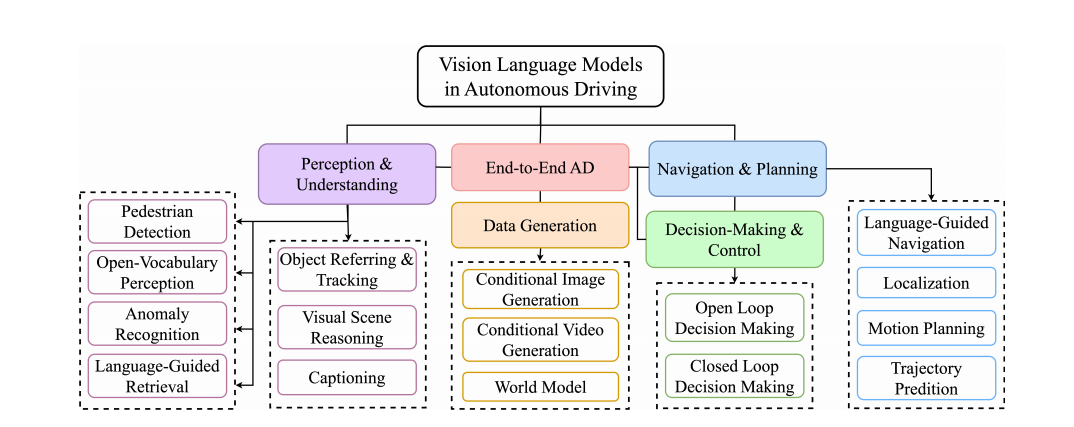 Vision Language Models
in Autonomous Driving
Perception &
Understanding
End-to-End AD
Navigation & Planning
Data Generation
Decision-Making &
Control
Pedestrian
Detection
Open-Vocabulary
Perception
Anomaly
Recognition
Language-Guided
Retrieval
Object Referring &
Tracking
Visual Scene
Reasoning
Captioning
Conditional Image
Generation
Conditional Video
Generation
World Model
Open Loop
Decision Making
Closed Loop
Decision Making
Language-Guided
Navigation
Localization
Motion Planning
Trajectory
Predition